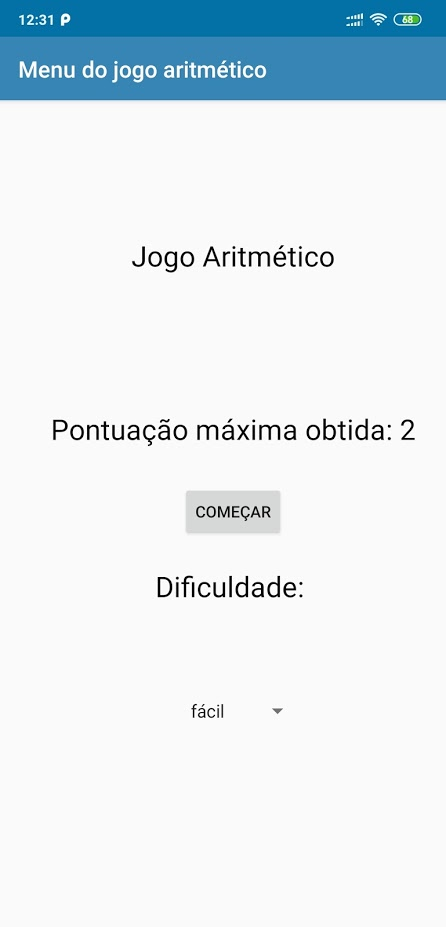 12:31 P 68
Menu do jogo aritmético
Jogo Aritmético
Pontuação máxima obtida: 2
COMEÇAR
Dificuldade:
fácil